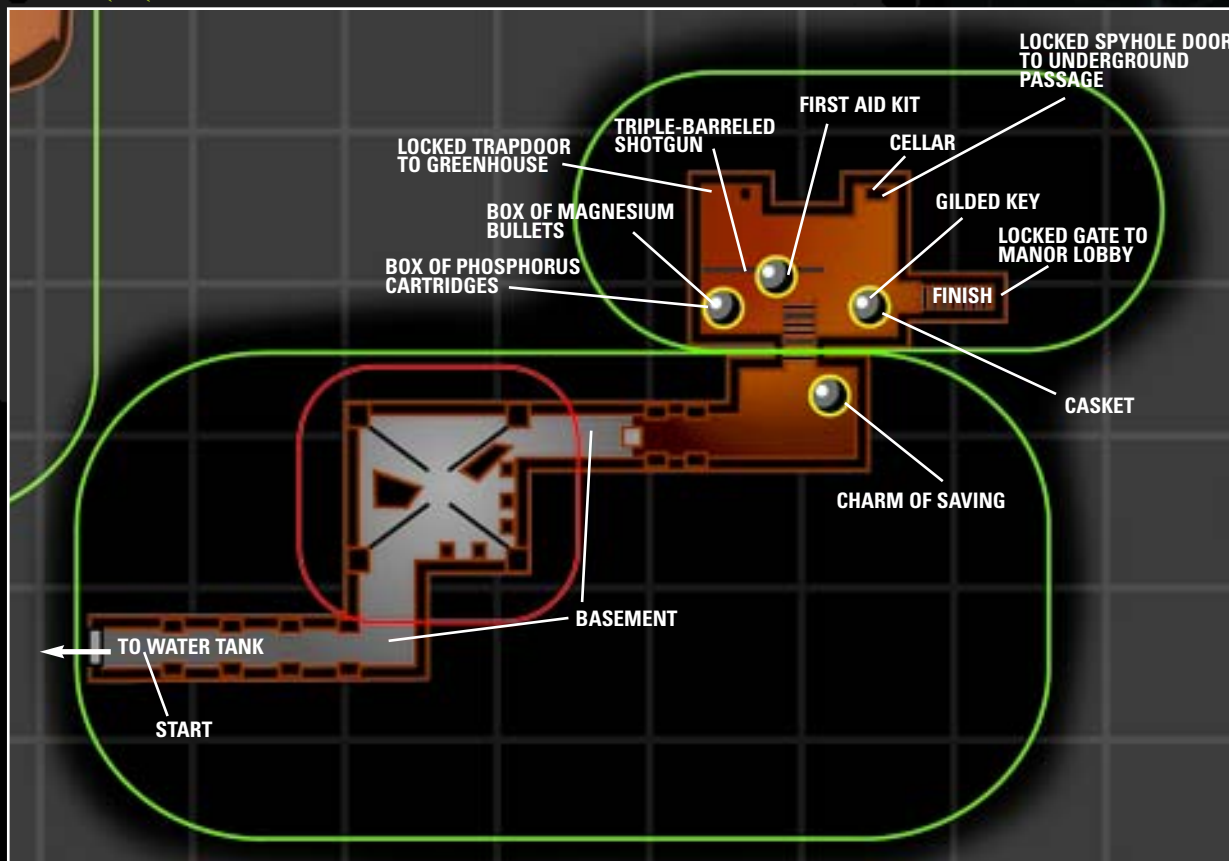 LOCKED SPYHOLE DOOR
TO UNDERGROUND
PASSAGE
FIRST AID KIT
TRIPLE-BARRELED
SHOTGUN
CELLAR
LOCKED TRAPDOOR
TO GREENHOUSE
GILDED KEY
BOX OF MAGNESIUM
BULLETS
LOCKED GATE TO
MANOR LOBBY
BOX OF PHOSPHORUS
CARTRIDGES
FINISH
CASKET
CHARM OF SAVING
BASEMENT
TO WATER TANK
START